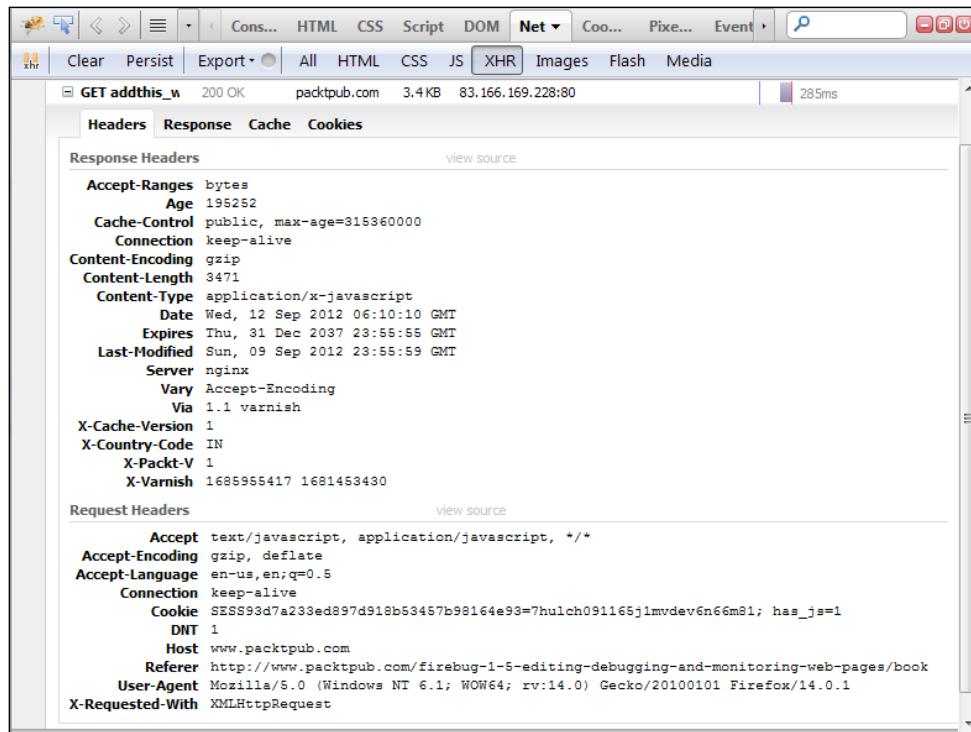 Cons... HTML CSS Script DOM Net Coo... Pixe... Event
xhr Clear Persist Export All HTML CSS JS XHR Images Flash Media
GET addthis_w 200 OK packtpub.com 3.4 KB 83.166.169.228:80 285ms
Headers Response Cache Cookies
Response Headers view source
Accept-Ranges bytes
Age 195252
Cache-Control public, max-age=315360000
Connection keep-alive
Content-Encoding gzip
Content-Length 3471
Content-Type application/x-javascript
Date Wed, 12 Sep 2012 06:10:10 GMT
Expires Thu, 31 Dec 2037 23:55:55 GMT
Last-Modified Sun, 09 Sep 2012 23:55:59 GMT
Server nginx
Vary Accept-Encoding
Via 1.1 varnish
X-Cache-Version 1
X-Country-Code IN
X-Packt-V 1
X-Varnish 1685955417 1681453430
Request Headers view source
Accept text/javascript, application/javascript, */*
Accept-Encoding gzip, deflate
Accept-Language en-us,en;q=0.5
Connection keep-alive
Cookie SESS93d7a233ed897d918b53457b98164e93=7hulch091165j1mvdev6n66m81; has_js=1
DNT 1
Host www.packtpub.com
Referer http://www.packtpub.com/firebug-1-5-editing-debugging-and-monitoring-web-pages/book
User-Agent Mozilla/5.0 (Windows NT 6.1; WOW64; rv:14.0) Gecko/20100101 Firefox/14.0.1
X-Requested-With XMLHttpRequest